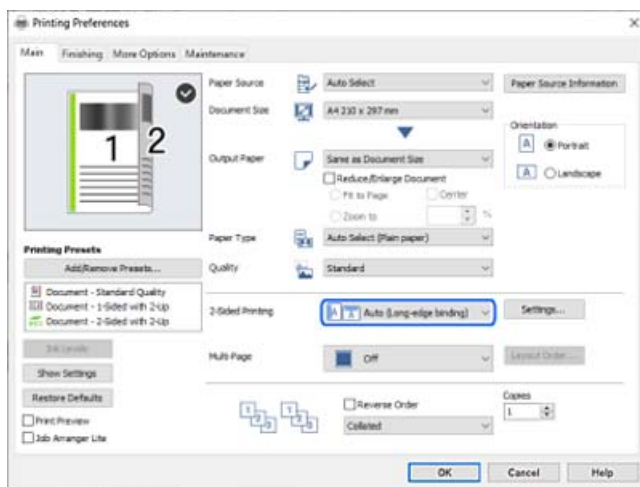 Printing Preferences
Main Finishing More Options Maintenance
1 2
Printing Presets
Add/Remove Presets...
Document - Standard Quality
Document - 1-Sided with 2-Up
Document - 2-Sided with 2-Up
Ink Levels
Show Settings
Restore Defaults
Print Preview
Job Arranger Lite
Paper Source Auto Select Paper Source Information
Document Size A4 210 x 297 mm
Orientation
A Portrait
A Landscape
Output Paper Same as Document Size
Reduce/Enlarge Document
Fit to Page Center
Zoom to %
Paper Type Auto Select (Plain paper)
Quality Standard
2-Sided Printing Auto (Long-edge binding) Settings...
Multi-Page Off Layout Order...
Copies
Reverse Order 1
Collated
OK Cancel Help